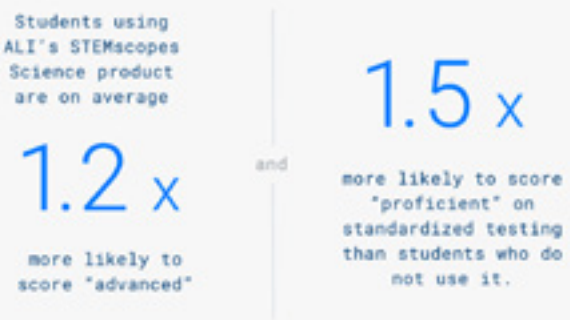 Students using
ALI's STEMscopes
Science product
are on average
1.2 x
more likely to
score "advanced"
and
1.5 x
more likely to score
"proficient" on
standardized testing
than students who do
not use it.